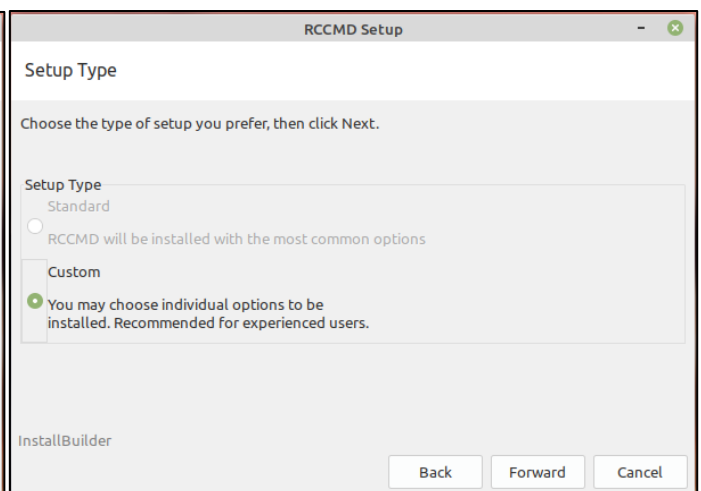 RCCMD Setup
Setup Type
Choose the type of setup you prefer, then click Next.
Setup Type
Standard
RCCMD will be installed with the most common options
Custom
You may choose individual options to be
installed. Recommended for experienced users.
InstallBuilder
Back Forward Cancel